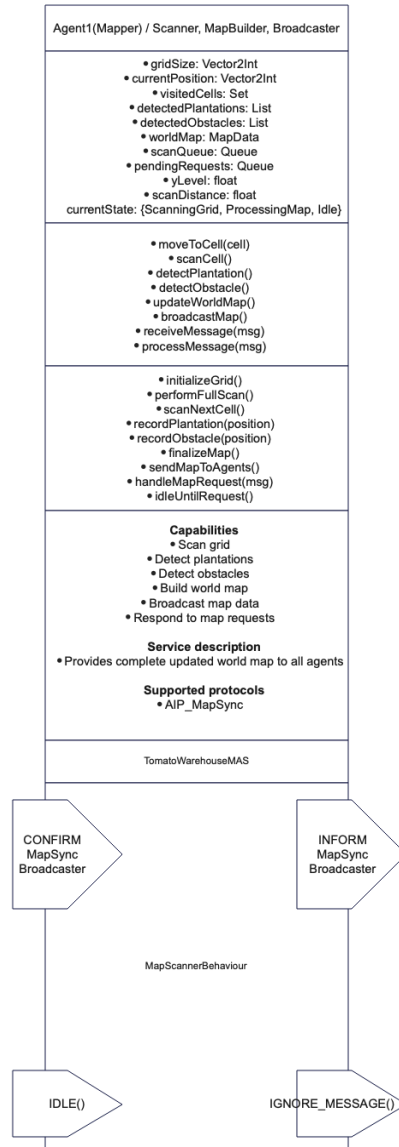 Agent1(Mapper) / Scanner, MapBuilder, Broadcaster
• gridSize: Vector2Int
• currentPosition: Vector2Int
• visitedCells: Set
• detectedPlantations: List
• detectedObstacles: List
• worldMap: MapData
• scanQueue: Queue
• pendingRequests: Queue
• yLevel: float
• scanDistance: float
currentState: {ScanningGrid, ProcessingMap, Idle}
• moveToCell(cell)
• scanCell()
• detectPlantation()
• detectObstacle()
• updateWorldMap()
• broadcastMap()
• receiveMessage(msg)
• processMessage(msg)
• initializeGrid()
• performFullScan()
• scanNextCell()
• recordPlantation(position)
• recordObstacle(position)
• finalizeMap()
• sendMapToAgents()
• handleMapRequest(msg)
• idleUntilRequest()
Capabilities
• Scan grid
• Detect plantations
• Detect obstacles
• Build world map
• Broadcast map data
• Respond to map requests
Service description
• Provides complete updated world map to all agents
Supported protocols
• AIP_MapSync
TomatoWarehouseMAS
CONFIRM
MapSync
Broadcaster
INFORM
MapSync
Broadcaster
MapScannerBehaviour
IDLE()
IGNORE_MESSAGE()